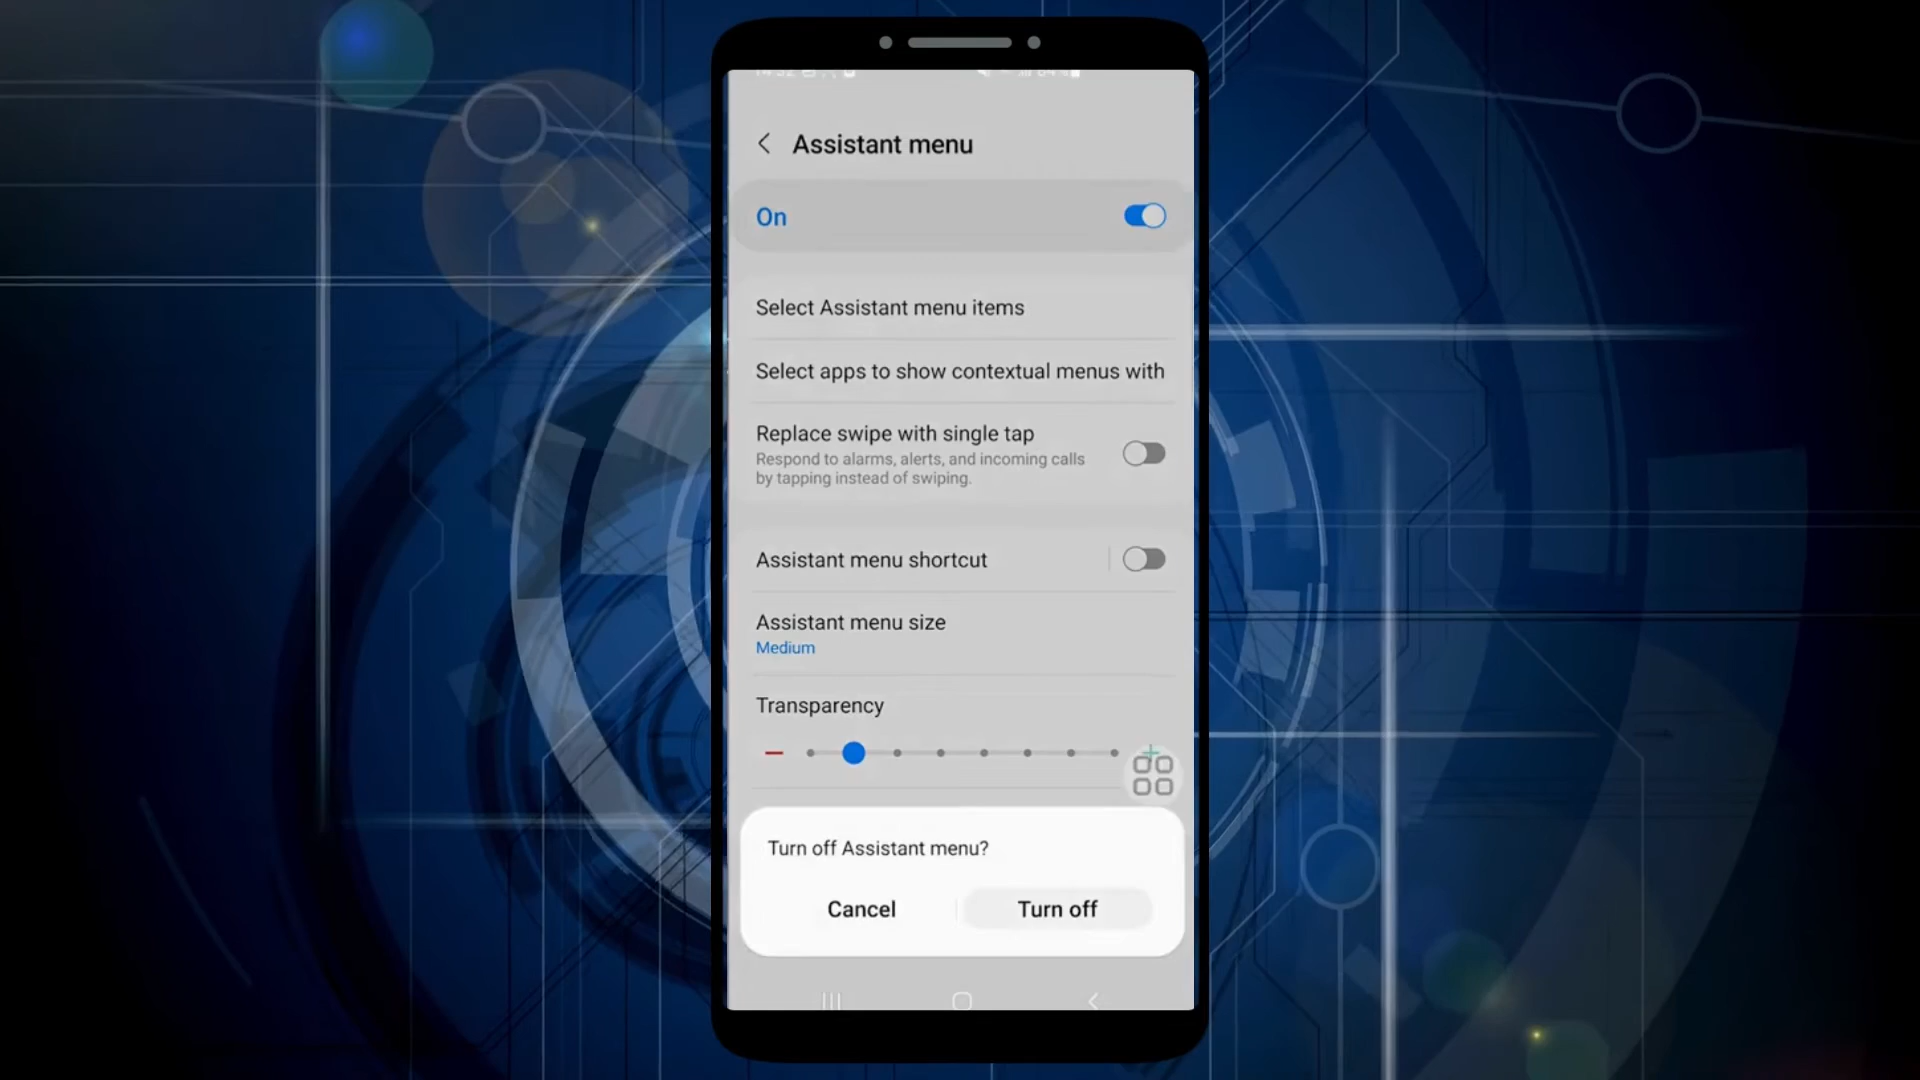 Assistant menu
On
Select Assistant menu items
Select apps to show contextual menus with
Replace swipe with single tap
Respond to alarms, alerts, and incoming calls
by tapping instead of swiping.
Assistant menu shortcut
Assistant menu size
Medium
Transparency
Turn off Assistant menu?
Cancel
Turn off